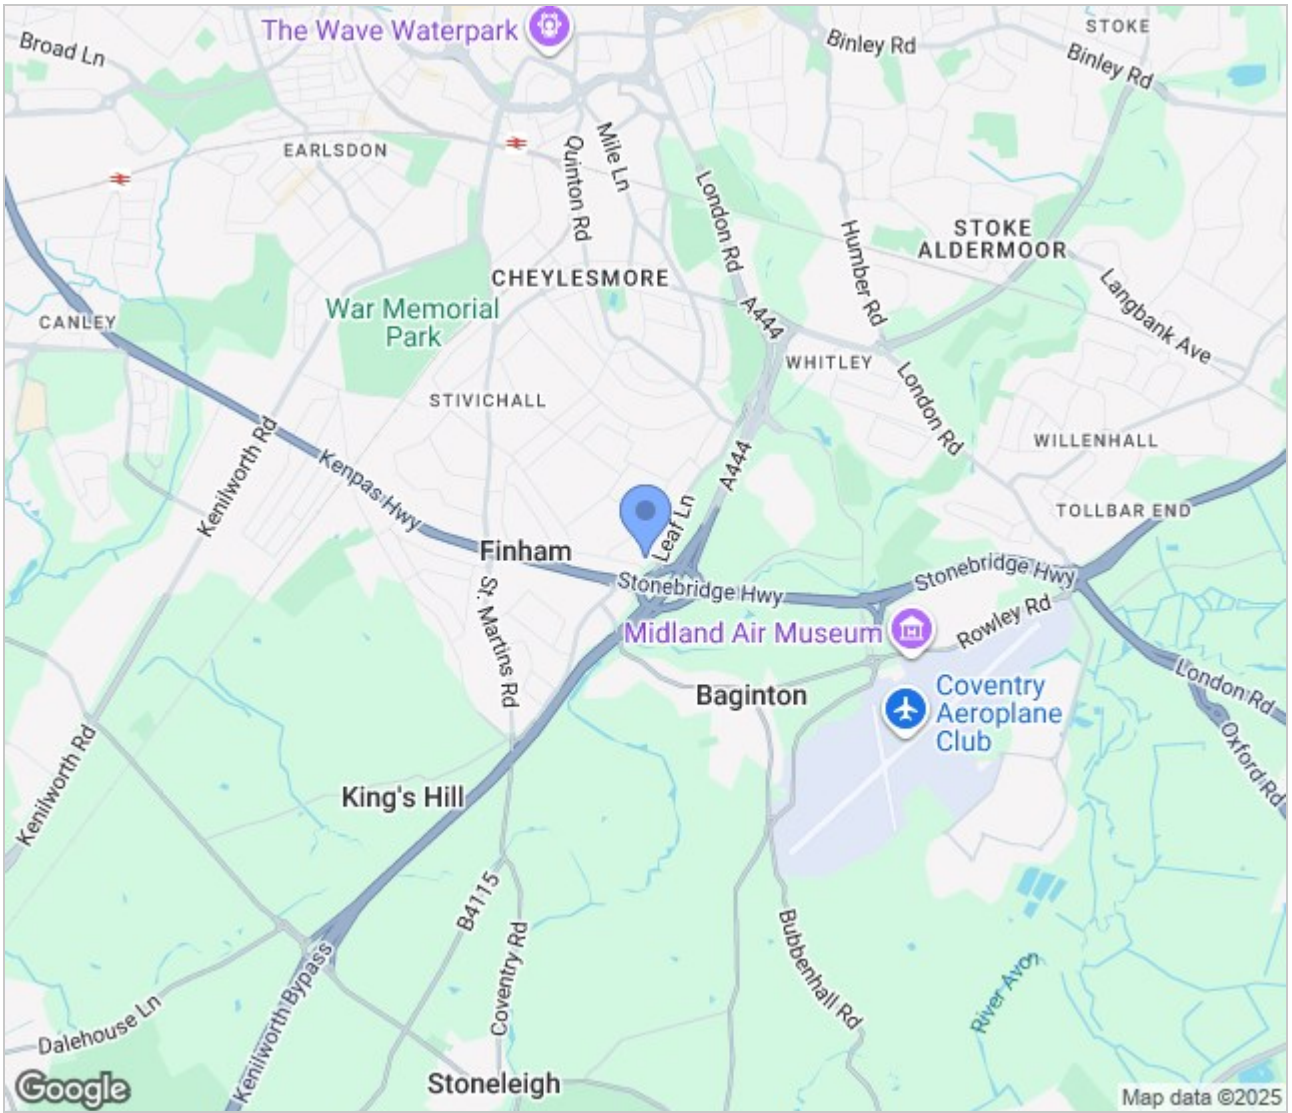 The Wave Waterpark
Broad Ln
Binley Rd
STOKE
Binley Rd
EARLSDON
Quinton Rd
Mile Ln
London Rd
Humber Rd
STOKE
ALDERMOOR
CHEYLESMORE
Langbank Ave
War Memorial
Park
CANLEY
A444
WHITLEY
STIVICHALL
London Rd
WILLENHALL
Kenilworth Rd
Kenpas Hwy
A444
Leaf Ln
TOLLBAR END
Finham
Stonebridge Hwy
Stonebridge Hwy
St. Martins Rd
Midland Air Museum
Rowley Rd
Baginton
Coventry
Aeroplane
Club
London Rd
Oxford Rd
Kenilworth Rd
King's Hill
B4115
Coventry Rd
Bubbenhall Rd
River Avon
Kenilworth Bypass
Dalehouse Ln
Stoneleigh
Google
Map data ©2025